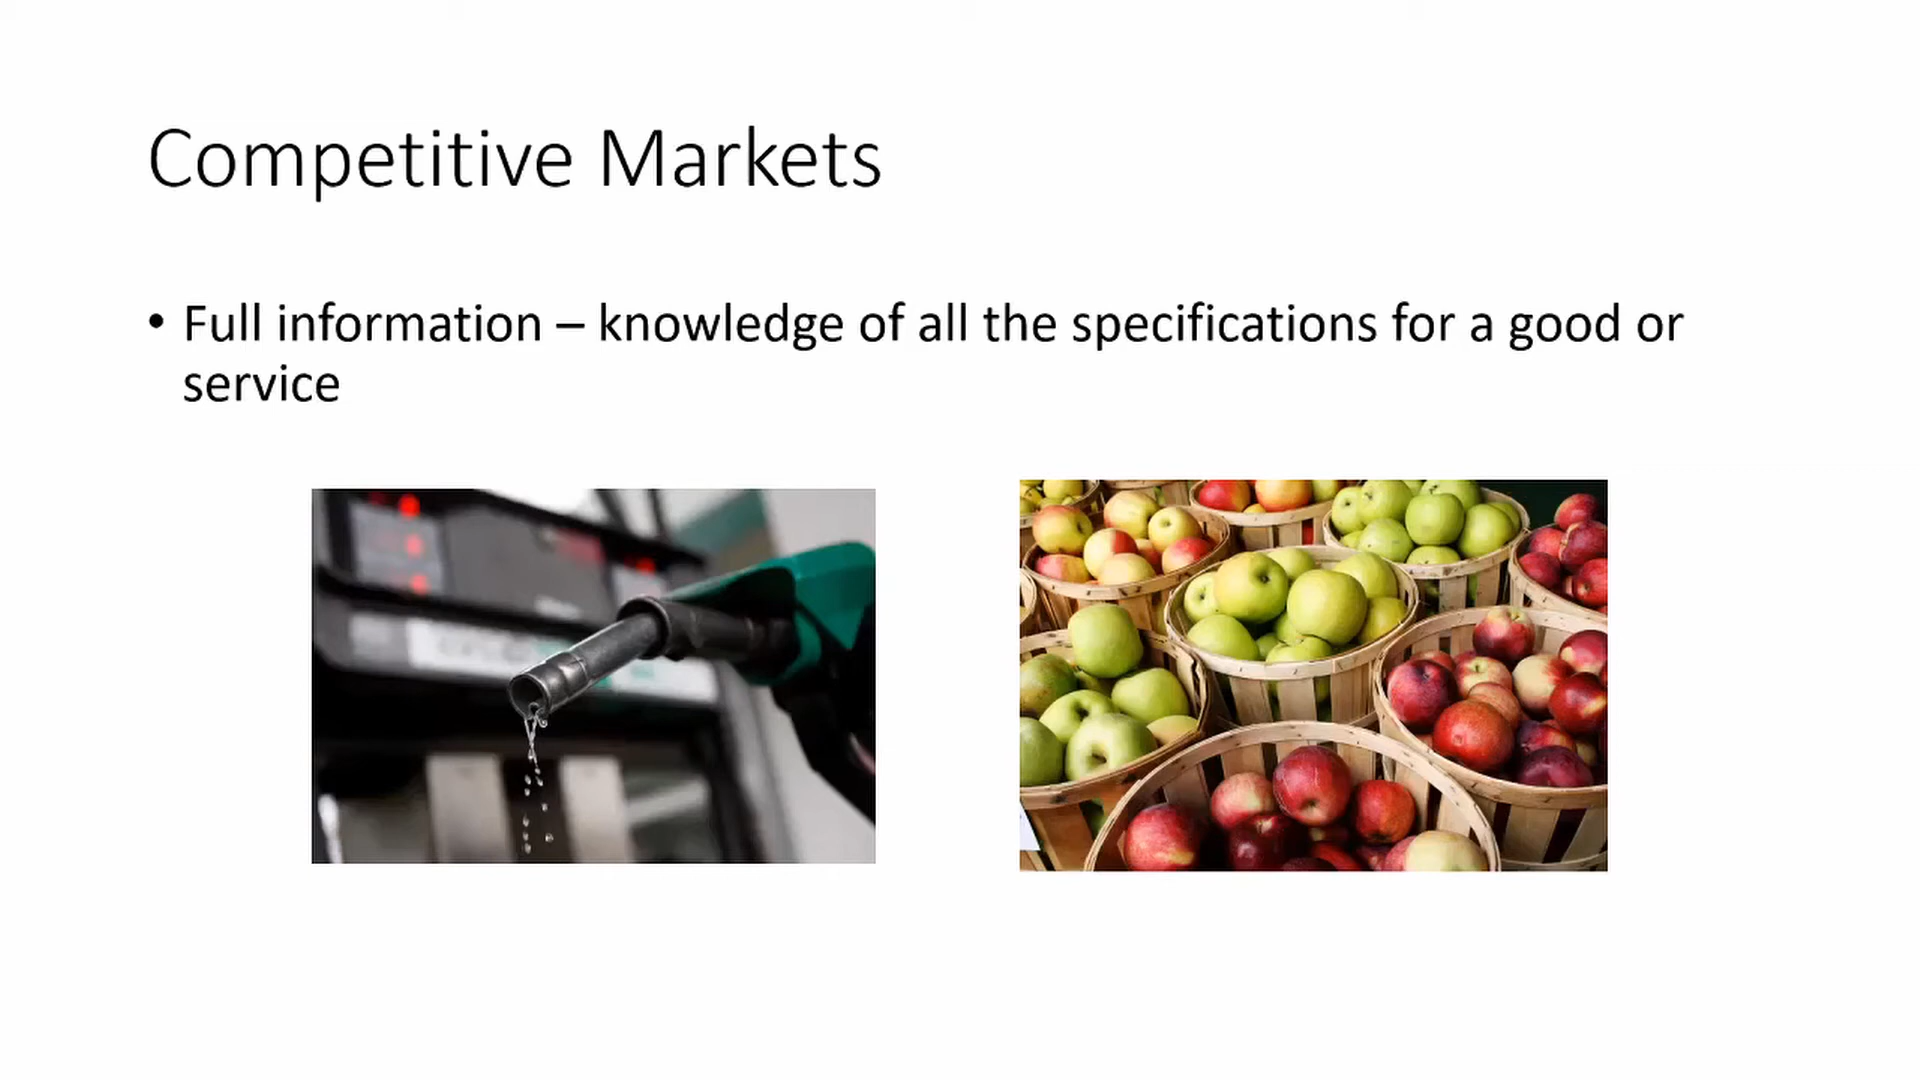 Competitive Markets
• Full information – knowledge of all the specifications for a good or
service